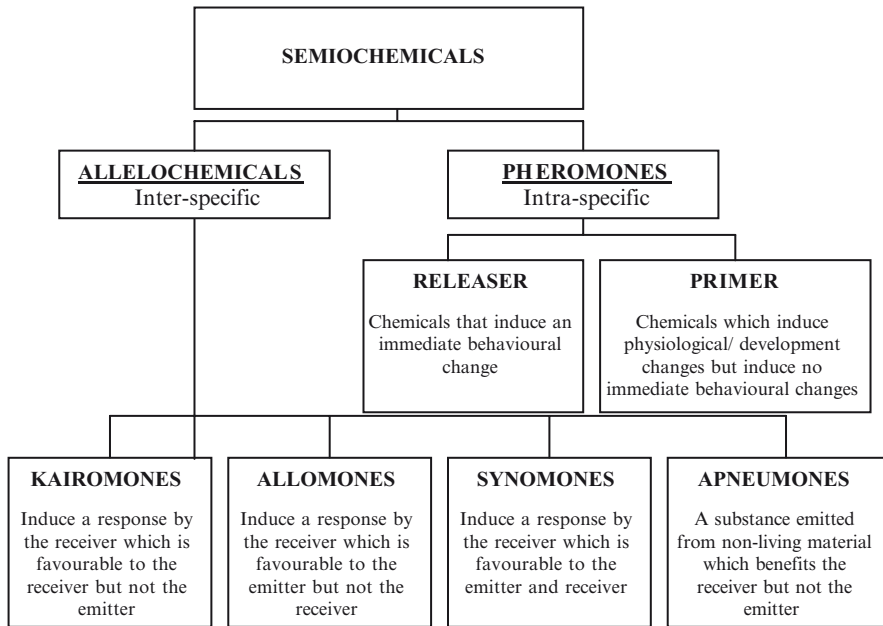 SEMIOCHEMICALS
ALLELOCHEMICALS
Inter-specific
PHEROMONES
Intra-specific
RELEASER
Chemicals that induce an
immediate behavioural
change
PRIMER
Chemicals which induce
physiological/ development
changes but induce no
immediate behavioural changes
KAIROMONES
Induce a response by
the receiver which is
favourable to the
receiver but not the
emitter
ALLOMONES
Induce a response by
the receiver which is
favourable to the
emitter but not the
receiver
SYNOMONES
Induce a response by
the receiver which is
favourable to the
emitter and receiver
APNEUMONES
A substance emitted
from non-living material
which benefits the
receiver but not the
emitter